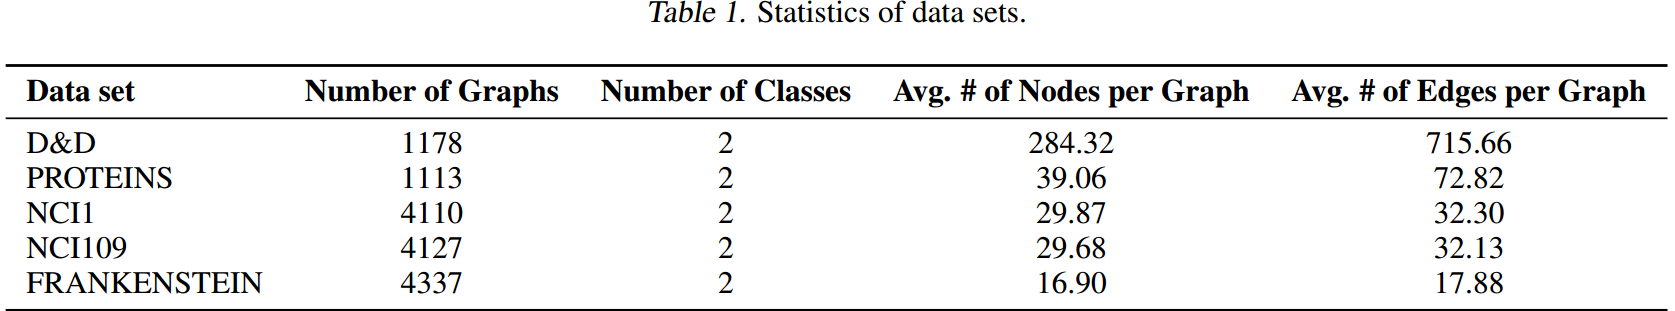 Table 1. Statistics of data sets.
Data set Number of Graphs Number of Classes Avg. # of Nodes per Graph Avg. # of Edges per Graph
D&D 1178 2 284.32 715.66
PROTEINS 1113 2 39.06 72.82
NCI1 4110 2 29.87 32.30
NCI109 4127 2 29.68 32.13
FRANKENSTEIN 4337 2 16.90 17.88